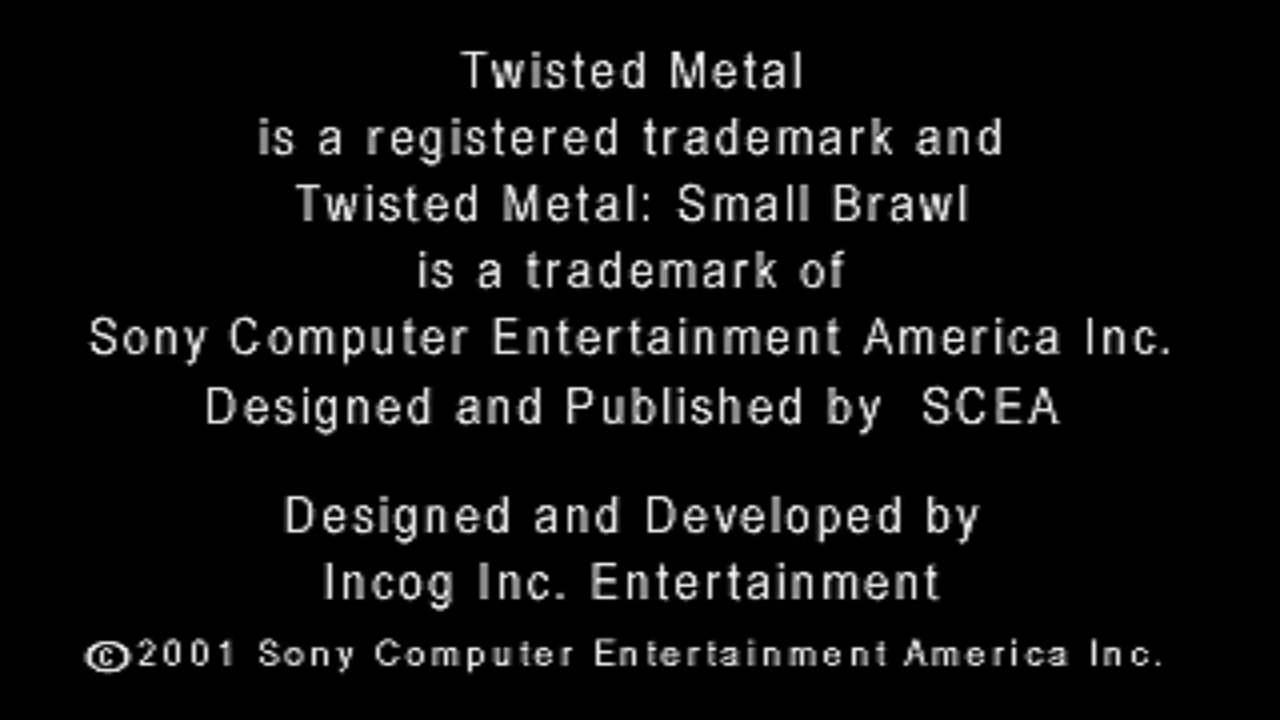 Twisted Metal
is a registered trademark and
Twisted Metal: Small Brawl
is a trademark of
Sony Computer Entertainment America Inc.
Designed and Published by SCEA
Designed and Developed by
Incog Inc. Entertainment
©2001 Sony Computer Entertainment America Inc.